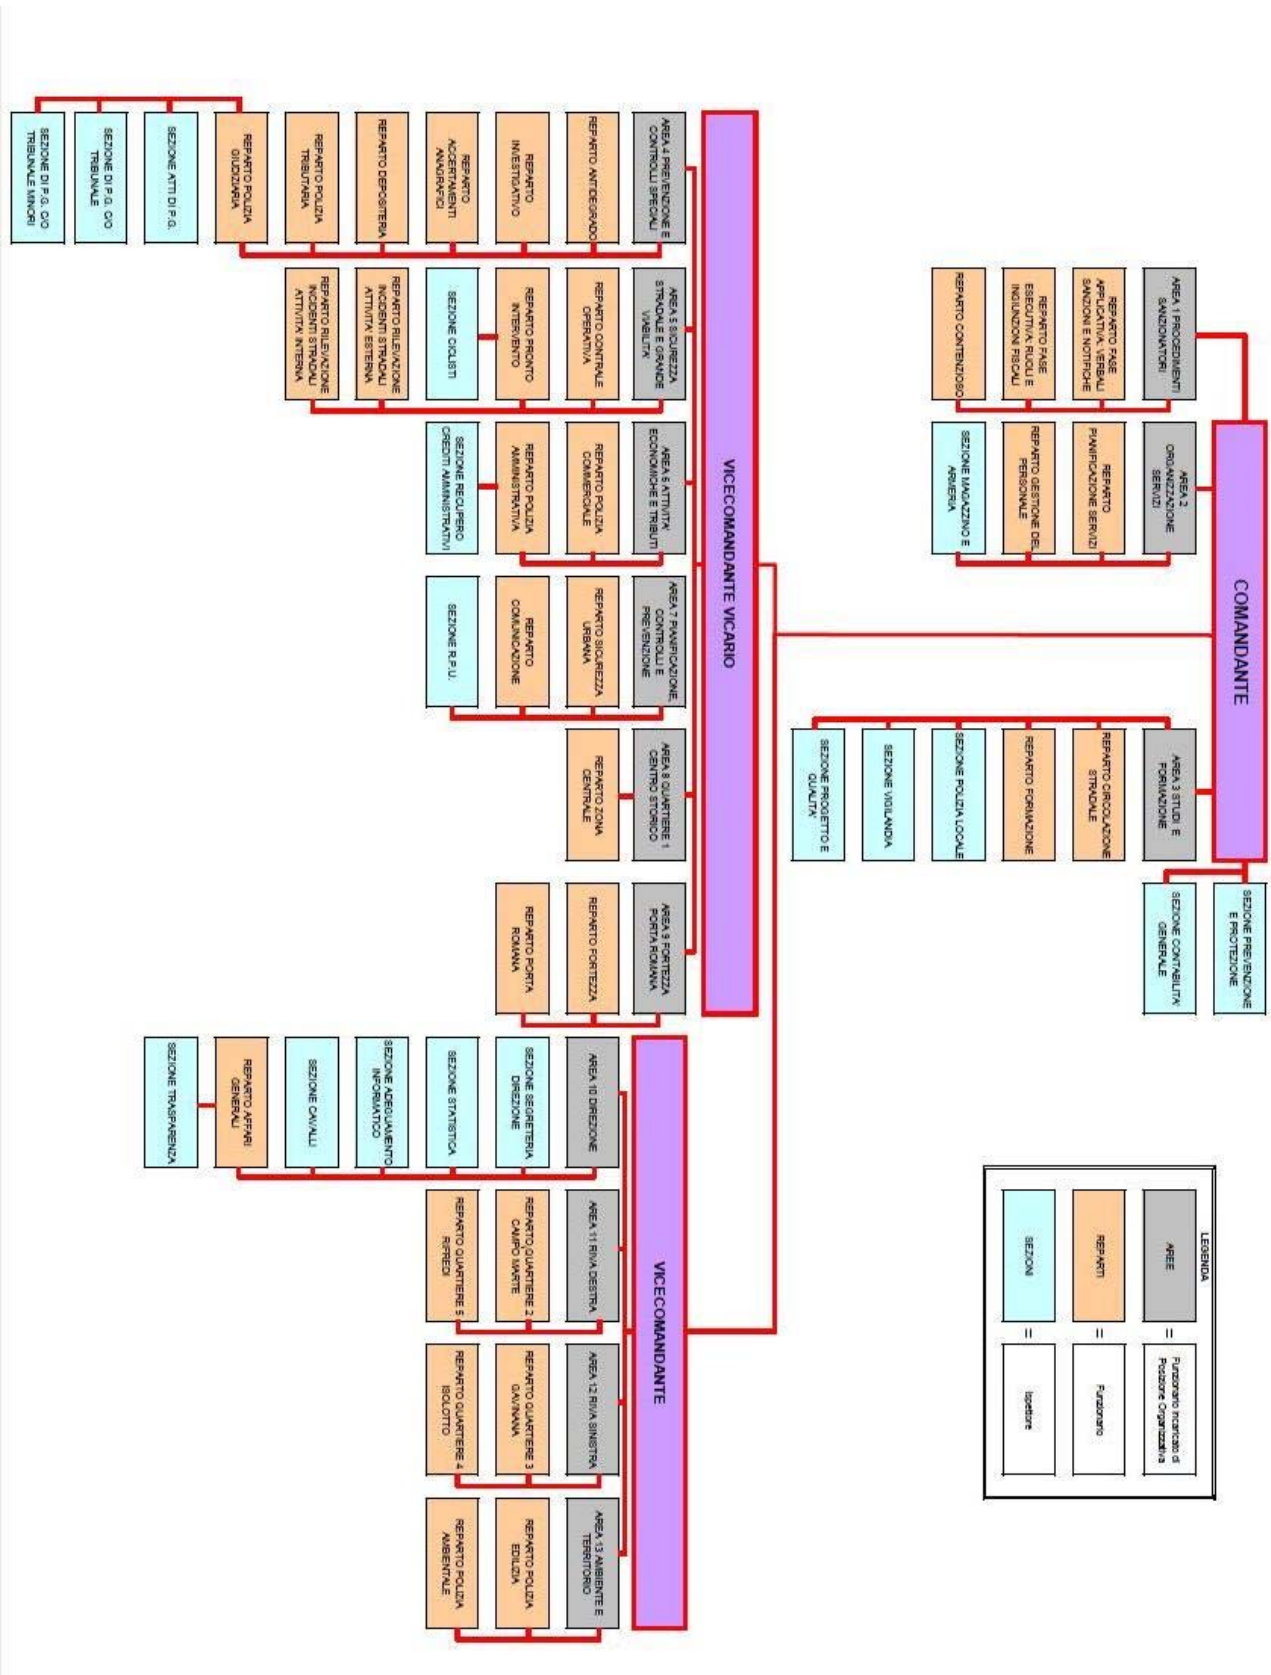 COMANDANTE
SEZIONE PREVENZIONE
E PROTEZIONE
SEZIONE CONTABILITA'
GENERALE
AREA 1 PROCEDIMENTI
SANZIONATORI
REPARTO FASE
APPLICATIVA: VERBALI
SANZIONI E NOTIFICHE
REPARTO FASE
ESECUTIVA: RUOLI E
INGIUNZIONI FISCALI
REPARTO CONTENZIOSO
AREA 2
ORGANIZZAZIONE
SERVIZI
REPARTO
PIANIFICAZIONE SERVIZI
REPARTO GESTIONE DEL
PERSONALE
SEZIONE MAGAZZINO E
ARMERIA
AREA 3 STUDI E
FORMAZIONE
REPARTO CIRCOLAZIONE
STRADALE
REPARTO FORMAZIONE
SEZIONE POLIZIA LOCALE
SEZIONE VIGILANDIA
SEZIONE PROGETTO E
QUALITA'
LEGENDA
AREE
=
Funzionario incaricato di
Posizione Organizzativa
REPARTI
=
Funzionario
SEZIONI
=
Ispettore
VICECOMANDANTE VICARIO
AREA 4 PREVENZIONE E
CONTROLLI SPECIALI
REPARTO ANTIDEGRADO
REPARTO
INVESTIGATIVO
REPARTO
ACCERTAMENTI
ANAGRAFICI
REPARTO DEPOSITERIA
REPARTO POLIZIA
TRIBUTARIA
REPARTO POLIZIA
GIUDIZIARIA
SEZIONE ATTI DI P.G.
SEZIONE DI P.G. C/O
TRIBUNALE
SEZIONE DI P.G. C/O
TRIBUNALE MINORI
AREA 5 SICUREZZA
STRADALE E GRANDE
VIABILITA'
REPARTO CONTRALE
OPERATIVA
REPARTO PRONTO
INTERVENTO
SEZIONE CICLISTI
REPARTO RILEVAZIONE
INCIDENTI STRADALI
ATTIVITA' ESTERNA
REPARTO RILEVAZIONE
INCIDENTI STRADALI
ATTIVITA' INTERNA
AREA 6 ATTIVITA'
ECONOMICHE E TRIBUTI
REPARTO POLIZIA
COMMERCIALE
REPARTO POLIZIA
AMMINISTRATIVA
SEZIONE RECUPERO
CREDITI AMMINISTRATIVI
AREA 7 PIANIFICAZIONE,
CONTROLLI E
PREVENZIONE
REPARTO SICUREZZA
URBANA
REPARTO
COMUNICAZIONE
SEZIONE R.P.U.
AREA 8 QUARTIERE 1
CENTRO STORICO
REPARTO ZONA
CENTRALE
AREA 9 FORTEZZA
PORTA ROMANA
REPARTO FORTEZZA
REPARTO PORTA
ROMANA
VICECOMANDANTE
AREA 10 DIREZIONE
SEZIONE SEGRETERIA
DIREZIONE
SEZIONE STATISTICA
SEZIONE ADEGUAMENTO
INFORMATICO
SEZIONE CAVALLI
REPARTO AFFARI
GENERALI
SEZIONE TRASPARENZA
AREA 11 RIVA DESTRA
REPARTO QUARTIERE 2
CAMPO MARTE
REPARTO QUARTIERE 5
RIFREDI
AREA 12 RIVA SINISTRA
REPARTO QUARTIERE 3
GAVINANA
REPARTO QUARTIERE 4
ISOLOTTO
AREA 13 AMBIENTE E
TERRITORIO
REPARTO POLIZIA
EDILIZIA
REPARTO POLIZIA
AMBIENTALE